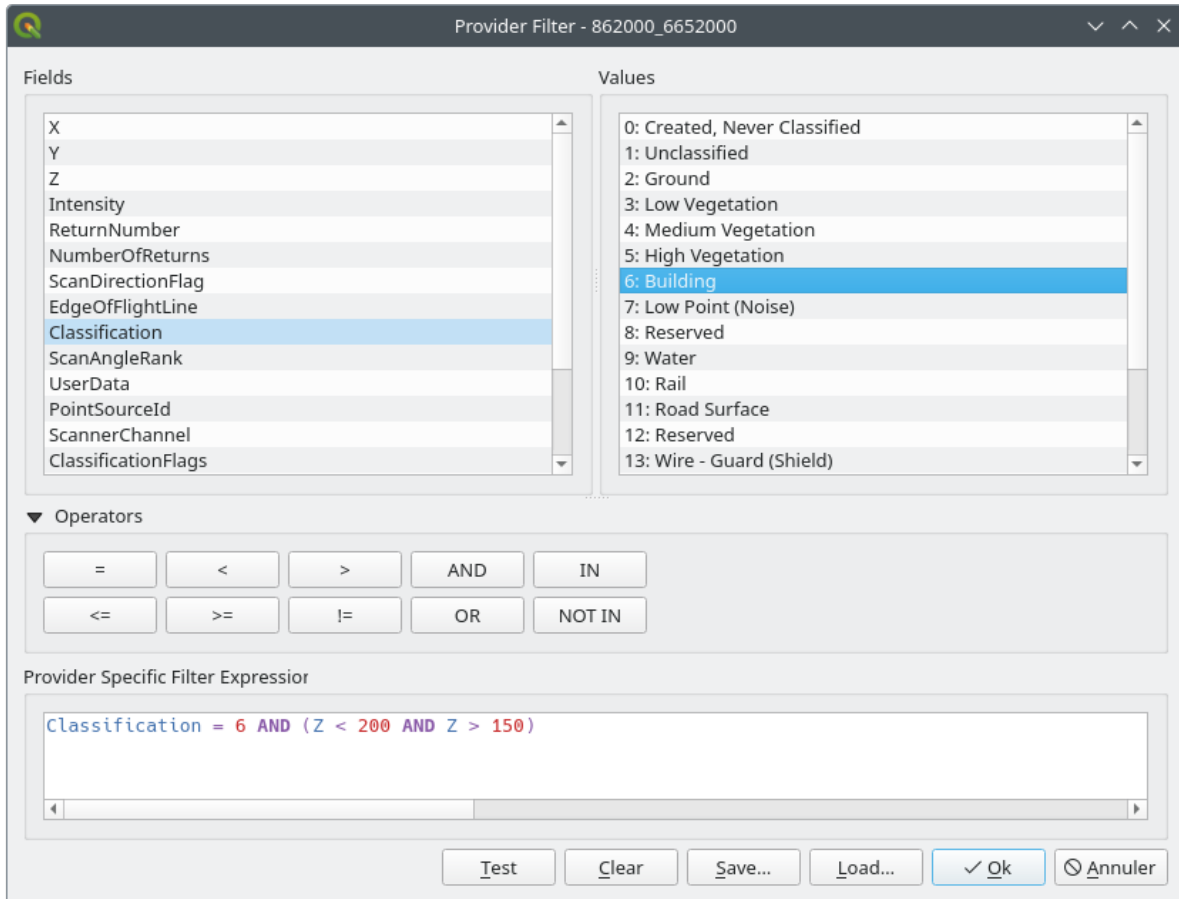 Provider Filter - 862000_6652000
Fields
Values
X
Y
Z
Intensity
ReturnNumber
NumberOfReturns
ScanDirectionFlag
EdgeOfFlightLine
Classification
ScanAngleRank
UserData
PointSourceId
ScannerChannel
ClassificationFlags
0: Created, Never Classified
1: Unclassified
2: Ground
3: Low Vegetation
4: Medium Vegetation
5: High Vegetation
6: Building
7: Low Point (Noise)
8: Reserved
9: Water
10: Rail
11: Road Surface
12: Reserved
13: Wire - Guard (Shield)
Operators
= < > AND IN
<= >= != OR NOT IN
Provider Specific Filter Expression
Classification = 6 AND (Z < 200 AND Z > 150)
Test Clear Save... Load... Ok Annuler